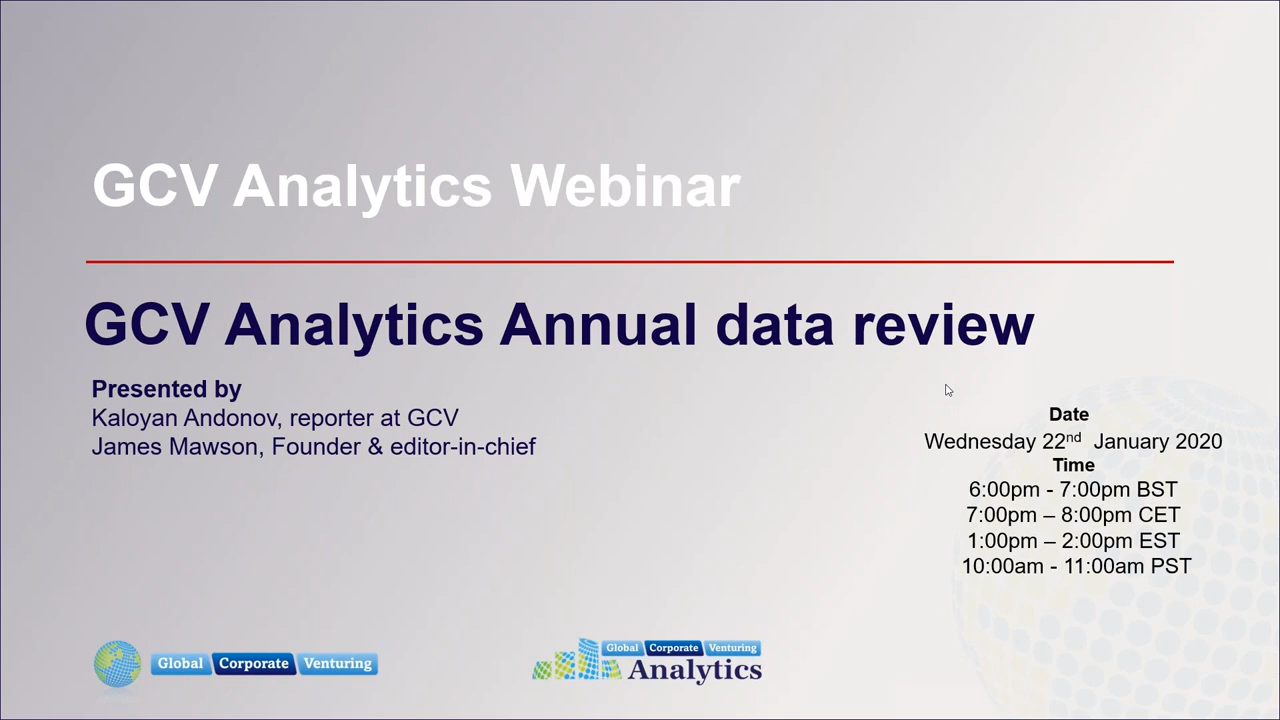 GCV Analytics Webinar
GCV Analytics Annual data review
Presented by
Kaloyan Andonov, reporter at GCV
James Mawson, Founder & editor-in-chief
Date
Wednesday 22nd January 2020
Time
6:00pm - 7:00pm BST
7:00pm – 8:00pm CET
1:00pm – 2:00pm EST
10:00am - 11:00am PST
Global Corporate Venturing
Global Corporate Venturing
Analytics